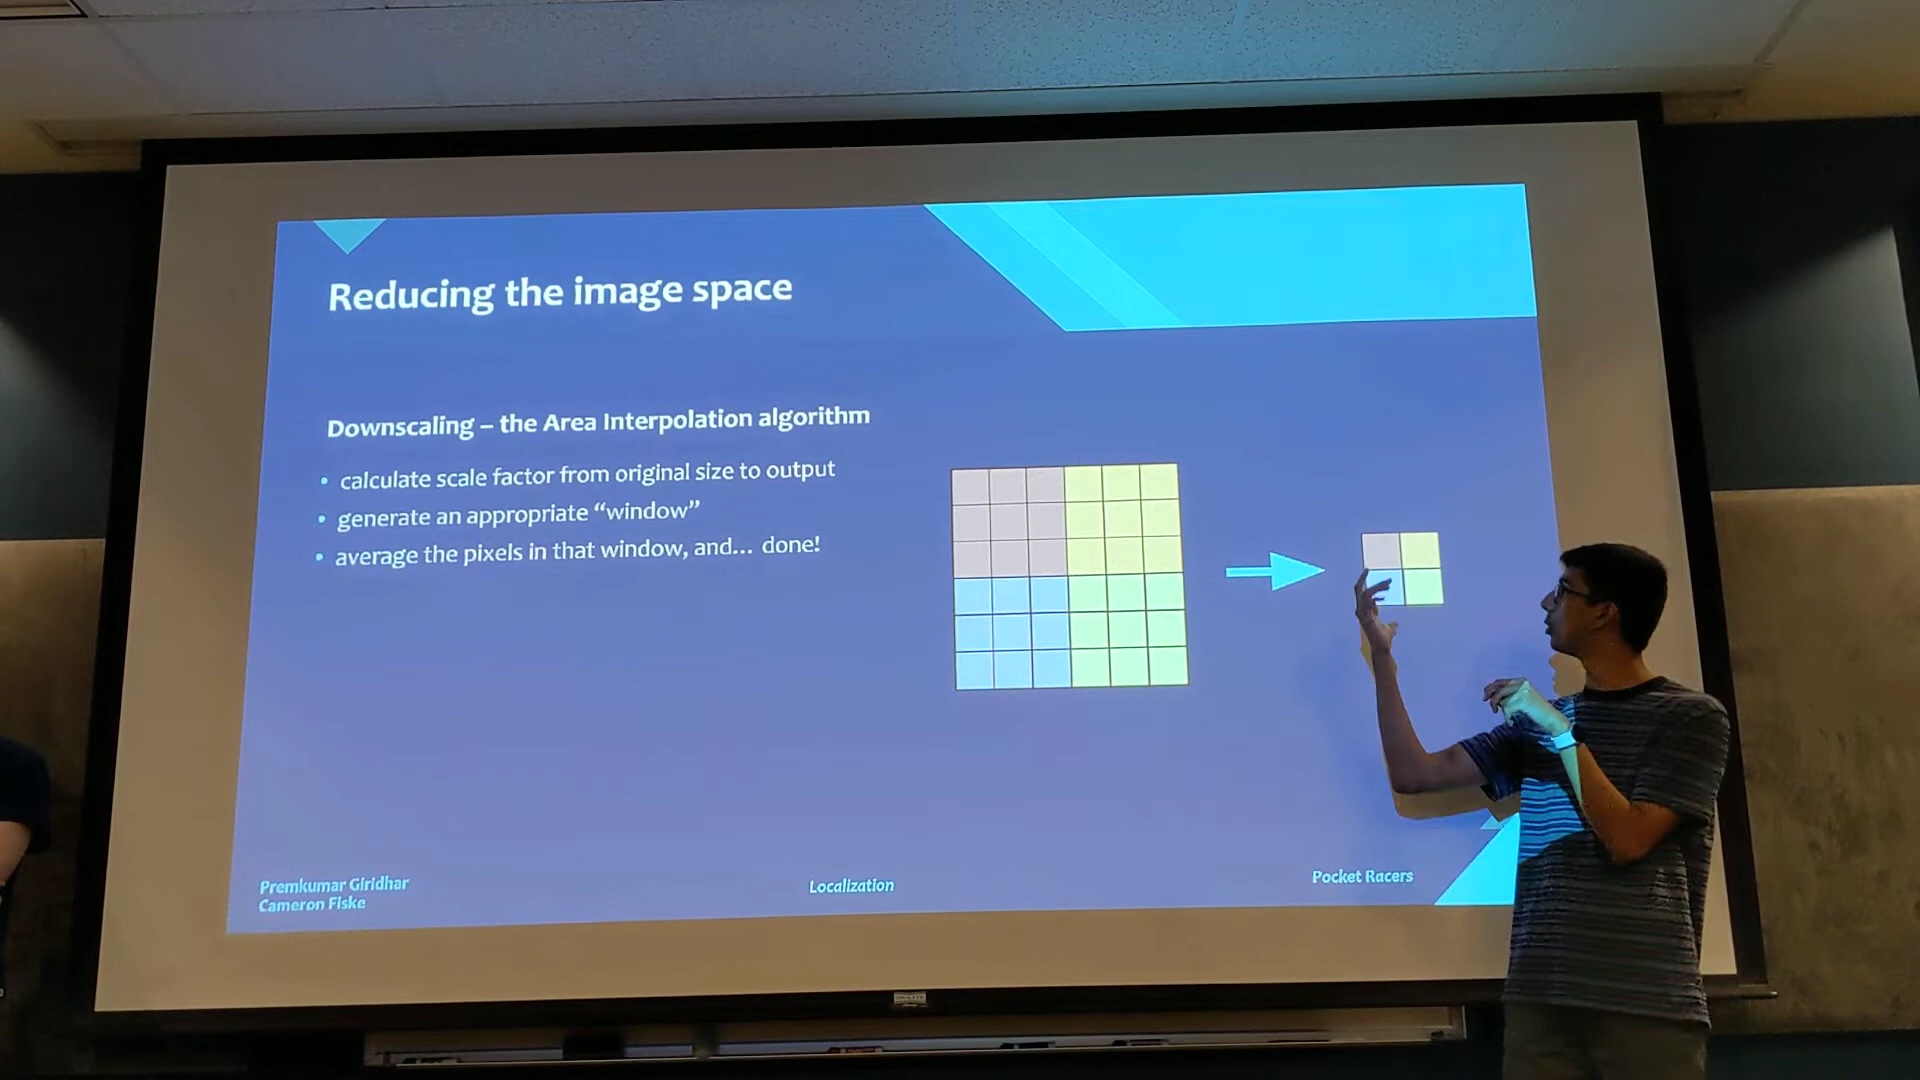 Reducing the image space
Downscaling – the Area Interpolation algorithm
• calculate scale factor from original size to output
• generate an appropriate “window”
• average the pixels in that window, and... done!
Premkumar Giridhar
Cameron Fiske
Localization
Pocket Racers